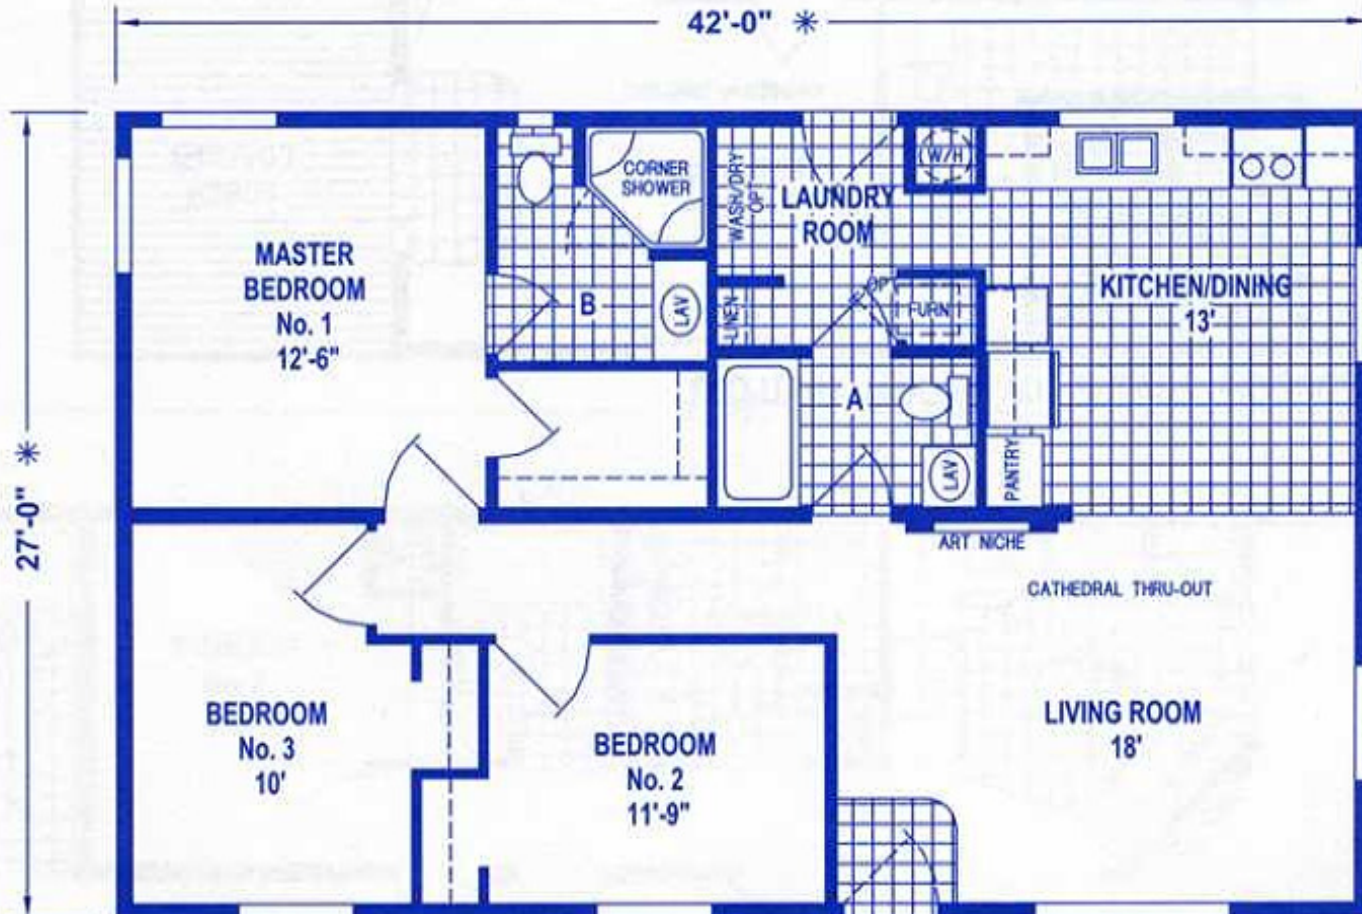 42'-0" *
27'-0" *
MASTER
BEDROOM
No. 1
12'-6"
B
CORNER
SHOWER
LAV
WASH/DRY
OPT
LAUNDRY
ROOM
W/H
LINEN
OP
FURN
KITCHEN/DINING
13'
A
LAV
PANTRY
ART NICHE
CATHEDRAL THRU-OUT
BEDROOM
No. 3
10'
BEDROOM
No. 2
11'-9"
LIVING ROOM
18'